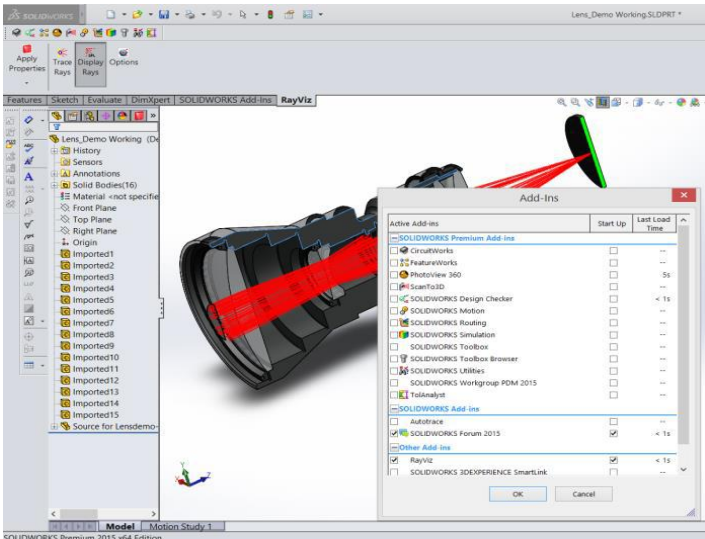 SOLIDWORKS
Lens_Demo Working.SLDPRT *
Apply Properties
Trace Rays
Display Rays
Options
Features
Sketch
Evaluate
DimXpert
SOLIDWORKS Add-Ins
RayViz
Lens_Demo Working (De
History
Sensors
Annotations
Solid Bodies(16)
Material <not specifie
Front Plane
Top Plane
Right Plane
Origin
Imported1
Imported2
Imported3
Imported4
Imported5
Imported6
Imported7
Imported8
Imported9
Imported10
Imported11
Imported12
Imported13
Imported14
Imported15
Source for Lensdemo-
Add-Ins
Active Add-ins
Start Up
Last Load Time
SOLIDWORKS Premium Add-ins
CircuitWorks --
FeatureWorks --
PhotoView 360 5s
ScanTo3D --
SOLIDWORKS Design Checker < 1s
SOLIDWORKS Motion --
SOLIDWORKS Routing --
SOLIDWORKS Simulation --
SOLIDWORKS Toolbox --
SOLIDWORKS Toolbox Browser --
SOLIDWORKS Utilities --
SOLIDWORKS Workgroup PDM 2015 --
TolAnalyst --
SOLIDWORKS Add-ins
Autotrace --
SOLIDWORKS Forum 2015 < 1s
Other Add-ins
RayViz < 1s
SOLIDWORKS 3DEXPERIENCE SmartLink --
OK
Cancel
Y
X
Z
Model
Motion Study 1
SOLIDWORKS Premium 2015 x64 Edition